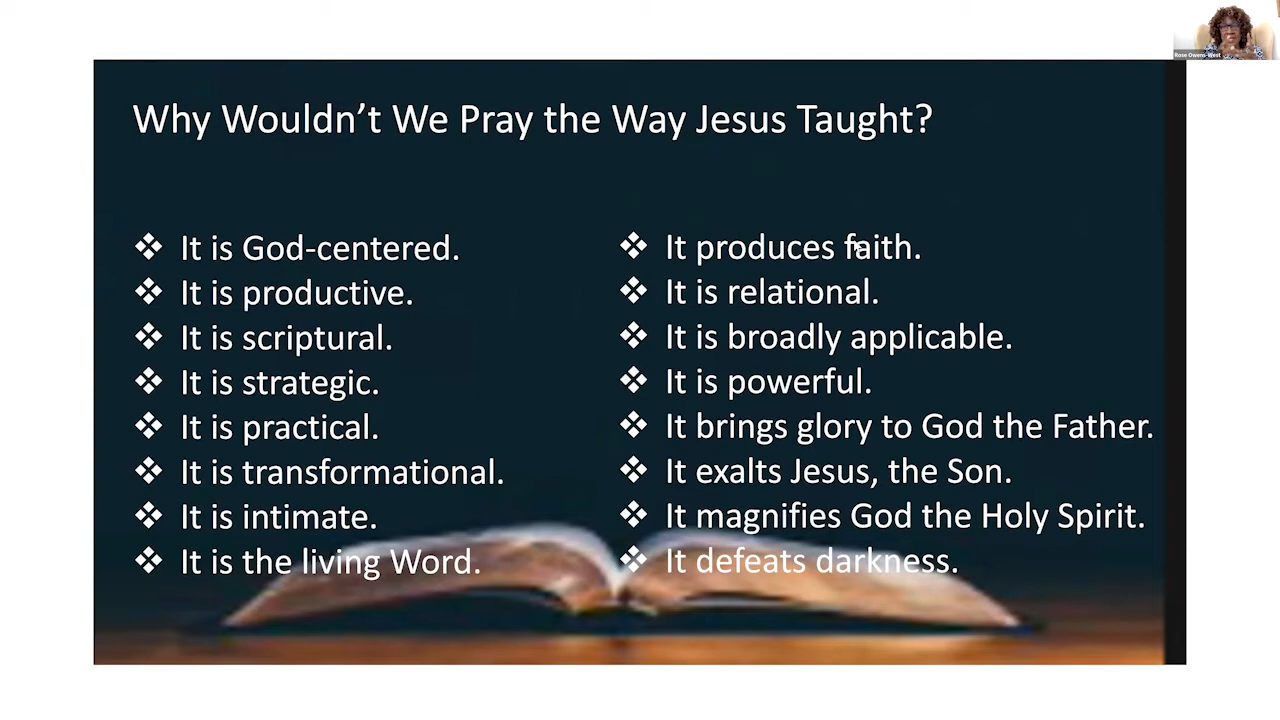 Rose Owens-West
Why Wouldn't We Pray the Way Jesus Taught?
❖ It is God-centered.
❖ It is productive.
❖ It is scriptural.
❖ It is strategic.
❖ It is practical.
❖ It is transformational.
❖ It is intimate.
❖ It is the living Word.
❖ It produces faith.
❖ It is relational.
❖ It is broadly applicable.
❖ It is powerful.
❖ It brings glory to God the Father.
❖ It exalts Jesus, the Son.
❖ It magnifies God the Holy Spirit.
❖ It defeats darkness.